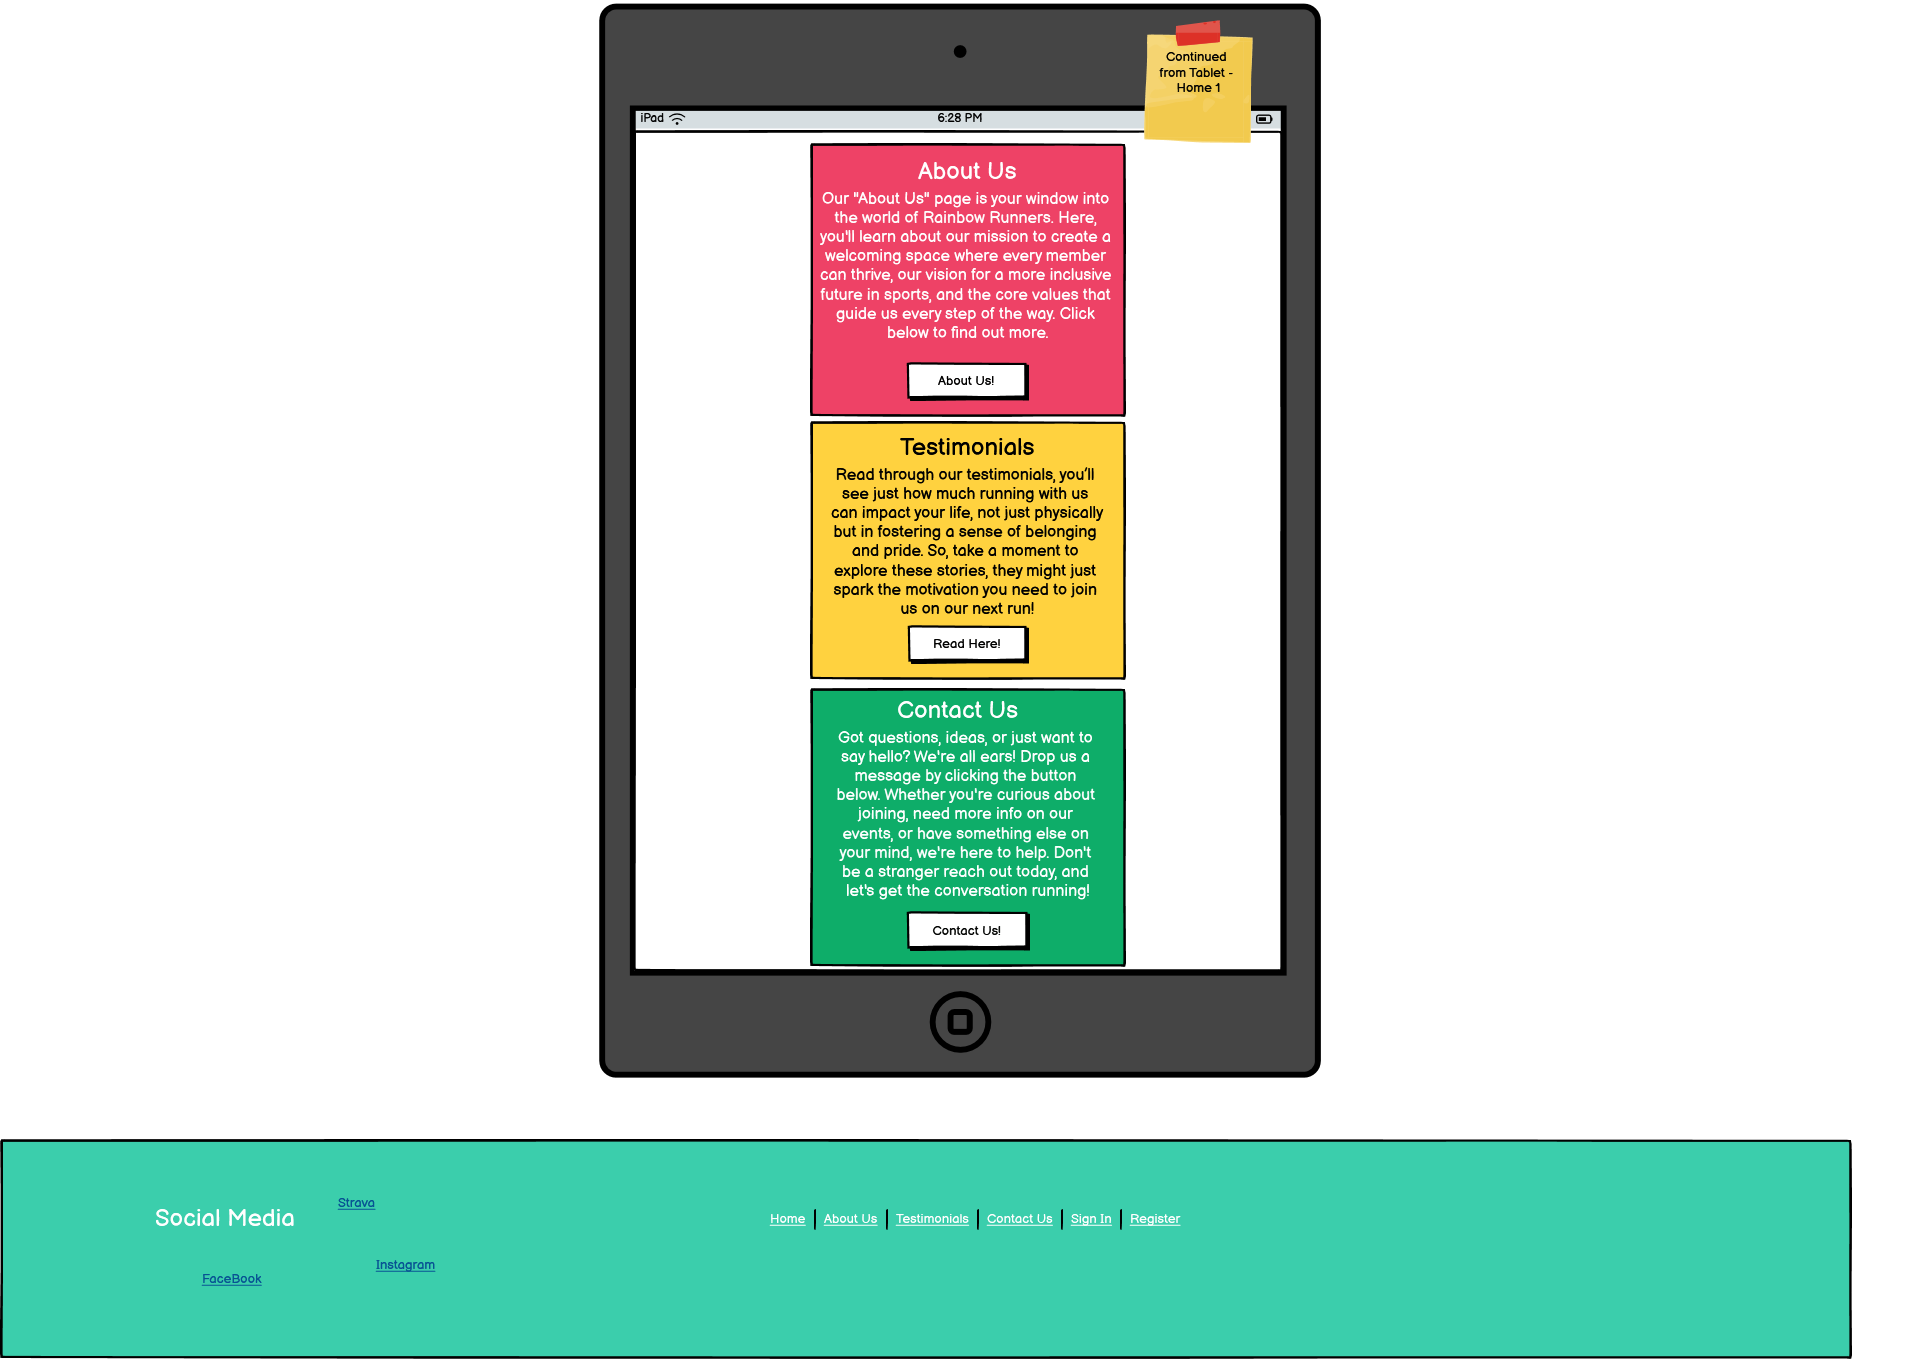 Continued
from Tablet -
Home 1
iPad
6:28 PM
About Us
Our "About Us" page is your window into
the world of Rainbow Runners. Here,
you'll learn about our mission to create a
welcoming space where every member
can thrive, our vision for a more inclusive
future in sports, and the core values that
guide us every step of the way. Click
below to find out more.
About Us!
Testimonials
Read through our testimonials, you’ll
see just how much running with us
can impact your life, not just physically
but in fostering a sense of belonging
and pride. So, take a moment to
explore these stories, they might just
spark the motivation you need to join
us on our next run!
Read Here!
Contact Us
Got questions, ideas, or just want to
say hello? We're all ears! Drop us a
message by clicking the button
below. Whether you're curious about
joining, need more info on our
events, or have something else on
your mind, we're here to help. Don't
be a stranger reach out today, and
let's get the conversation running!
Contact Us!
Social Media
Strava
Instagram
FaceBook
Home | About Us | Testimonials | Contact Us | Sign In | Register